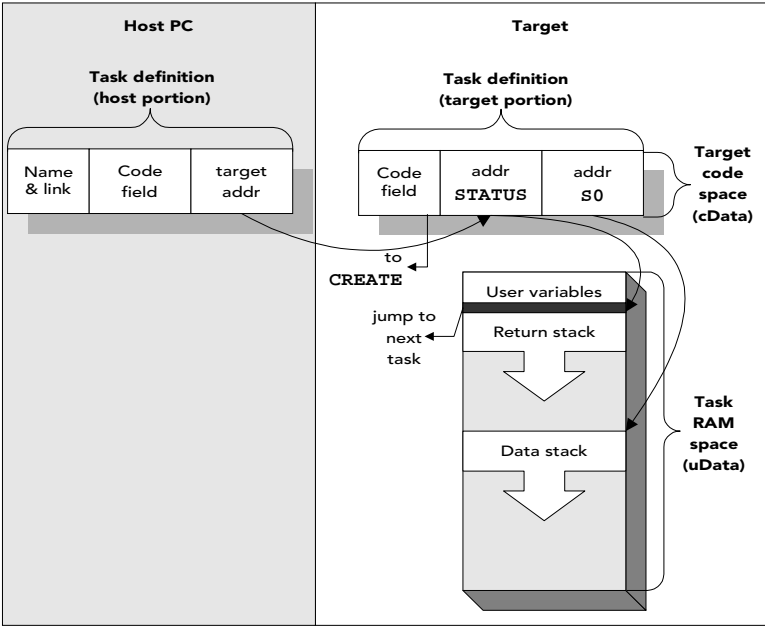 Host PC
Target
Task definition
(host portion)
Task definition
(target portion)
Name
& link
Code
field
target
addr
Code
field
addr
STATUS
addr
S0
Target
code
space
(cData)
to
CREATE
User variables
jump to
next
task
Return stack
Data stack
Task
RAM
space
(uData)